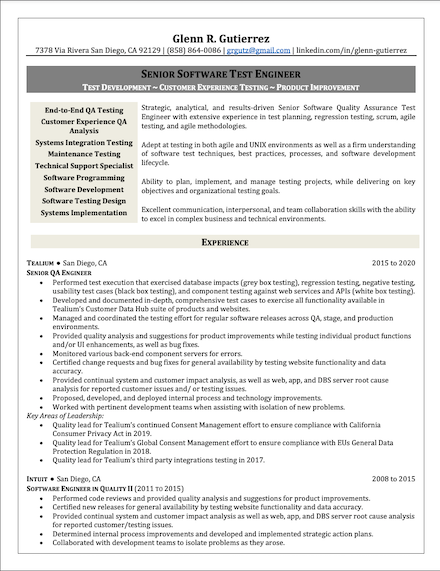 Glenn R. Gutierrez
7378 Via Rivera San Diego, CA 92129 | (858) 864-0086 | grgutz@gmail.com | linkedin.com/in/glenn-gutierrez
SENIOR SOFTWARE TEST ENGINEER
TEST DEVELOPMENT ~ CUSTOMER EXPERIENCE TESTING ~ PRODUCT IMPROVEMENT
End-to-End QA Testing
Customer Experience QA
Analysis
Systems Integration Testing
Maintenance Testing
Technical Support Specialist
Software Programming
Software Development
Software Testing Design
Systems Implementation
Strategic, analytical, and results-driven Senior Software Quality Assurance Test
Engineer with extensive experience in test planning, regression testing, scrum, agile
testing, and agile methodologies.
Adept at testing in both agile and UNIX environments as well as a firm understanding
of software test techniques, best practices, processes, and software development
lifecycle.
Ability to plan, implement, and manage testing projects, while delivering on key
objectives and organizational testing goals.
Excellent communication, interpersonal, and team collaboration skills with the ability
to excel in complex business and technical environments.
EXPERIENCE
TEALIUM ● San Diego, CA 2015 to 2020
SENIOR QA ENGINEER
• Performed test execution that exercised database impacts (grey box testing), regression testing, negative testing,
usability test cases (black box testing), and component testing against web services and APIs (white box testing).
• Developed and documented in-depth, comprehensive test cases to exercise all functionality available in
Tealium's Customer Data Hub suite of products and websites.
• Managed and coordinated the testing effort for regular software releases across QA, stage, and production
environments.
• Provided quality analysis and suggestions for product improvements while testing individual product functions
and/or UI enhancements, as well as bug fixes.
• Monitored various back-end component servers for errors.
• Certified change requests and bug fixes for general availability by testing website functionality and data
accuracy.
• Provided continual system and customer impact analysis, as well as web, app, and DBS server root cause
analysis for reported customer issues and/ or testing issues.
• Proposed, developed, and deployed internal process and technology improvements.
• Worked with pertinent development teams when assisting with isolation of new problems.
Key Areas of Leadership:
• Quality lead for Tealium's continued Consent Management effort to ensure compliance with California
Consumer Privacy Act in 2019.
• Quality lead for Tealium's Global Consent Management effort to ensure compliance with EUs General Data
Protection Regulation in 2018.
• Quality lead for Tealium's third party integrations testing in 2017.
INTUIT ● San Diego, CA 2008 to 2015
SOFTWARE ENGINEER IN QUALITY II (2011 TO 2015)
• Performed code reviews and provided quality analysis and suggestions for product improvements.
• Certified new releases for general availability by testing website functionality and data accuracy.
• Provided continual system and customer impact analysis, as well as web, app, and DBS server root cause analysis
for reported customer/testing issues.
• Determined internal process improvements and developed and implemented strategic action plans.
• Collaborated with development teams to isolate problems as they arose.